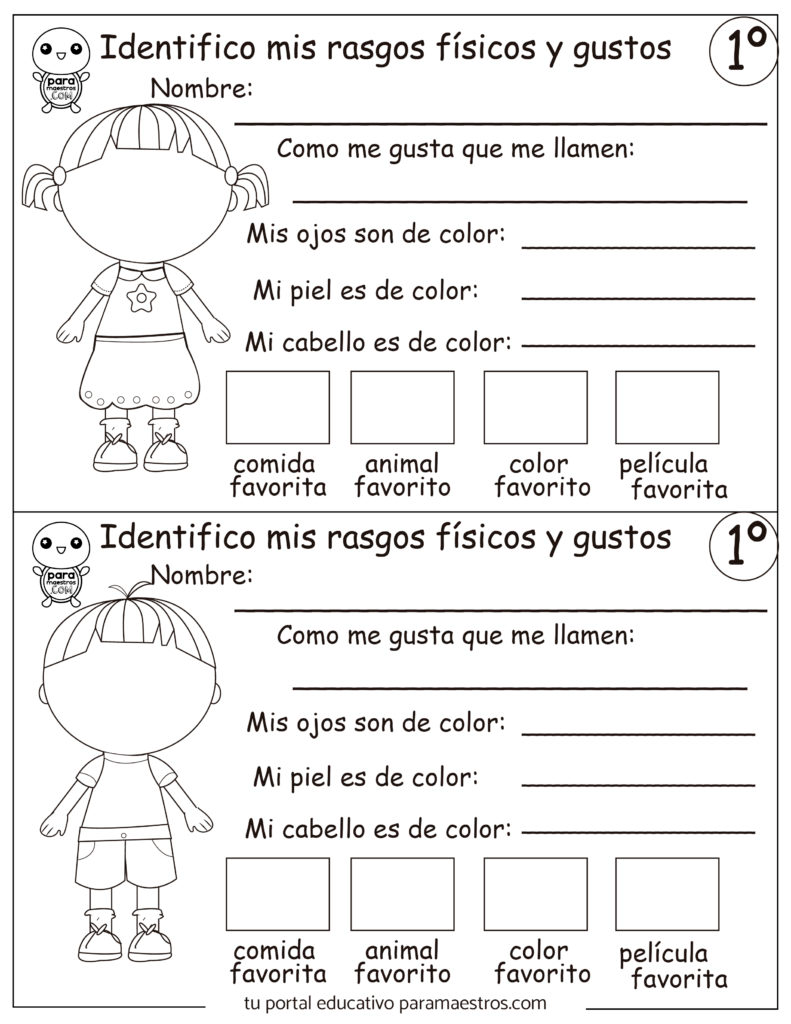 Identifico mis rasgos físicos y gustos
1º
para
maestros
.COM
Nombre:
Como me gusta que me llamen:
Mis ojos son de color:
Mi piel es de color:
Mi cabello es de color:
comida favorita
animal favorito
color favorito
película favorita
Identifico mis rasgos físicos y gustos
1º
para
maestros
.COM
Nombre:
Como me gusta que me llamen:
Mis ojos son de color:
Mi piel es de color:
Mi cabello es de color:
comida favorita
animal favorito
color favorito
película favorita
tu portal educativo paramaestros.com